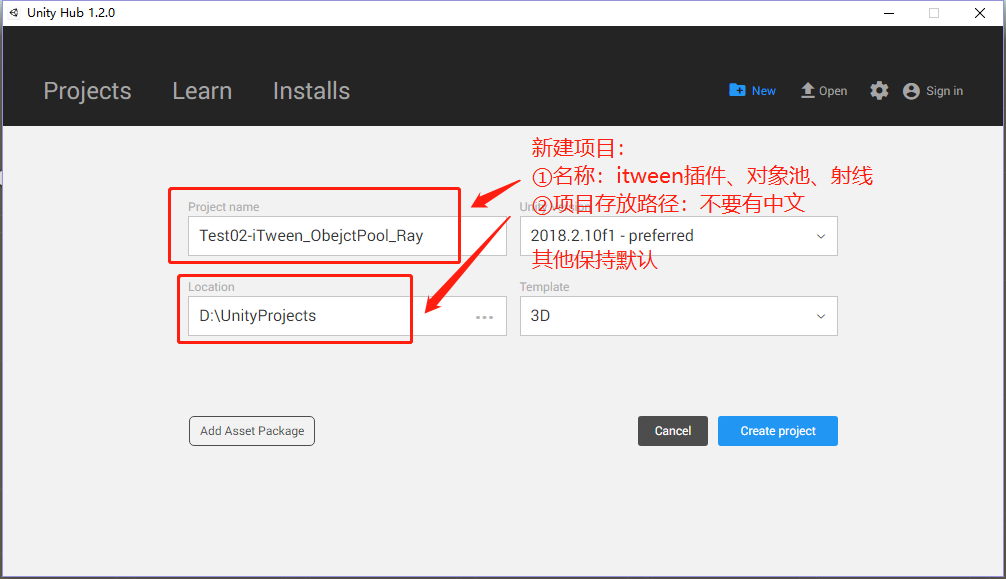 Unity Hub 1.2.0
Projects
Learn
Installs
New
Open
Sign in
新建项目：
①名称：itween插件、对象池、射线
②项目存放路径：不要有中文
其他保持默认
Project name
Test02-iTween_ObejctPool_Ray
Unity version
2018.2.10f1 - preferred
Location
D:\UnityProjects
Template
3D
Add Asset Package
Cancel
Create project